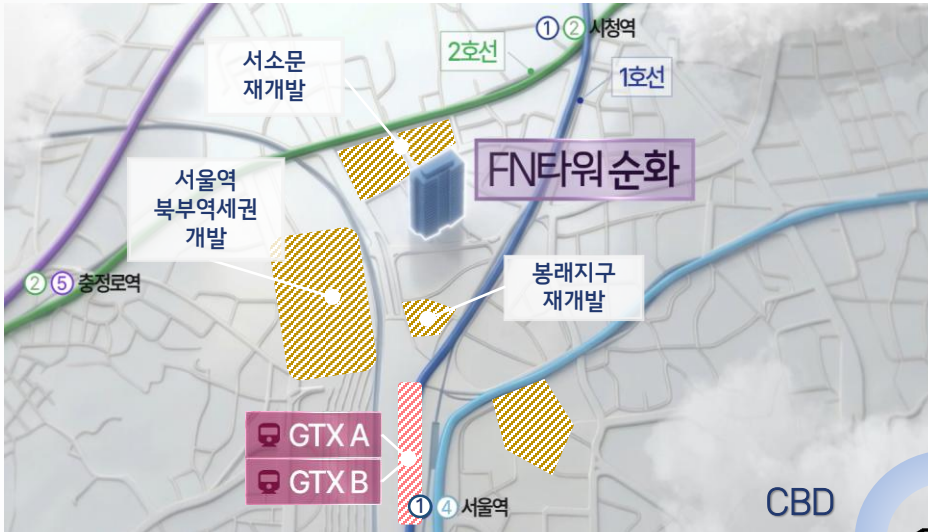 ① ② 시청역
2호선
1호선
서소문
재개발
FN타워 순화
서울역
북부역세권
개발
② ⑤ 충정로역
봉래지구
재개발
GTX A
GTX B
① ④ 서울역
CBD